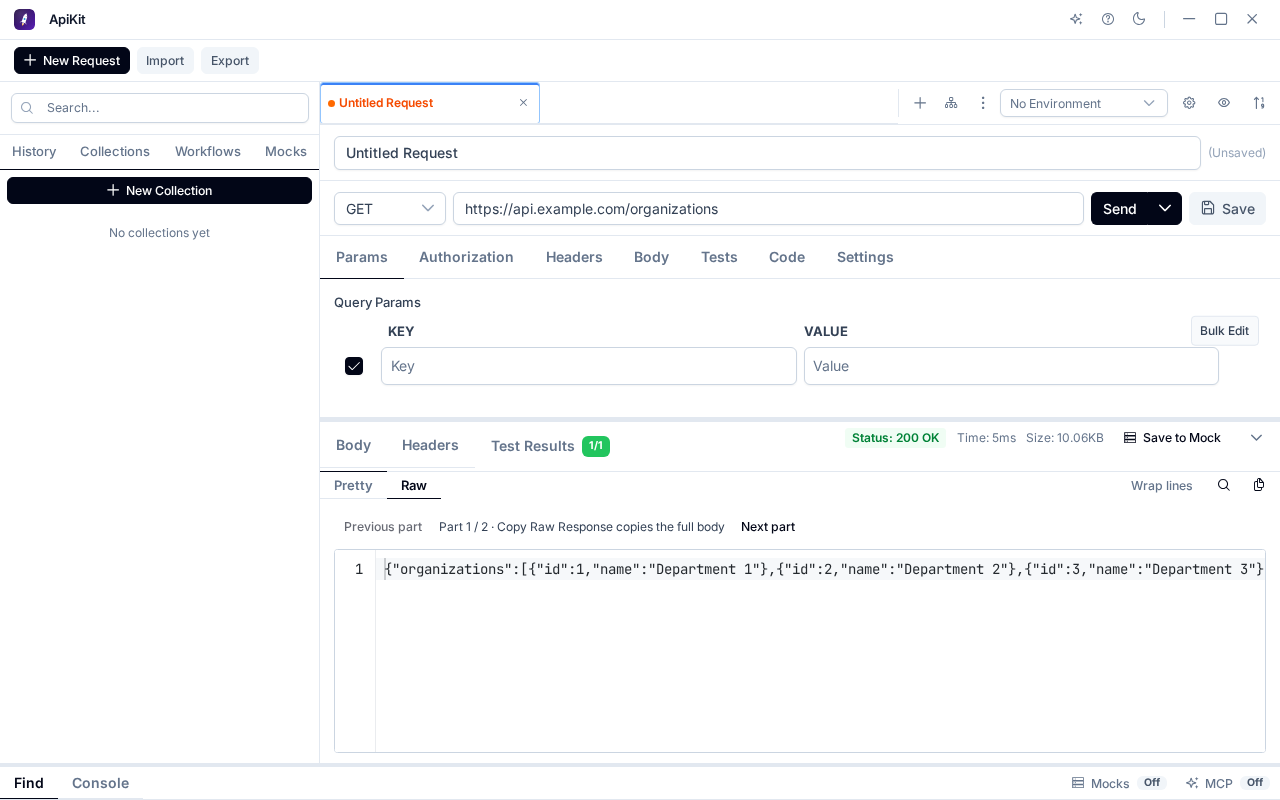 ApiKit
New Request
Import
Export
Search...
Untitled Request
No Environment
History
Collections
Workflows
Mocks
Untitled Request
(Unsaved)
New Collection
No collections yet
GET
https://api.example.com/organizations
Send
Save
Params
Authorization
Headers
Body
Tests
Code
Settings
Query Params
KEY
VALUE
Bulk Edit
Key
Value
Body
Headers
Test Results
1/1
Status: 200 OK
Time: 5ms
Size: 10.06KB
Save to Mock
Pretty
Raw
Wrap lines
Previous part
Part 1 / 2 · Copy Raw Response copies the full body
Next part
1
{"organizations":[{"id":1,"name":"Department 1"},{"id":2,"name":"Department 2"},{"id":3,"name":"Department 3"}
Find
Console
Mocks
Off
MCP
Off